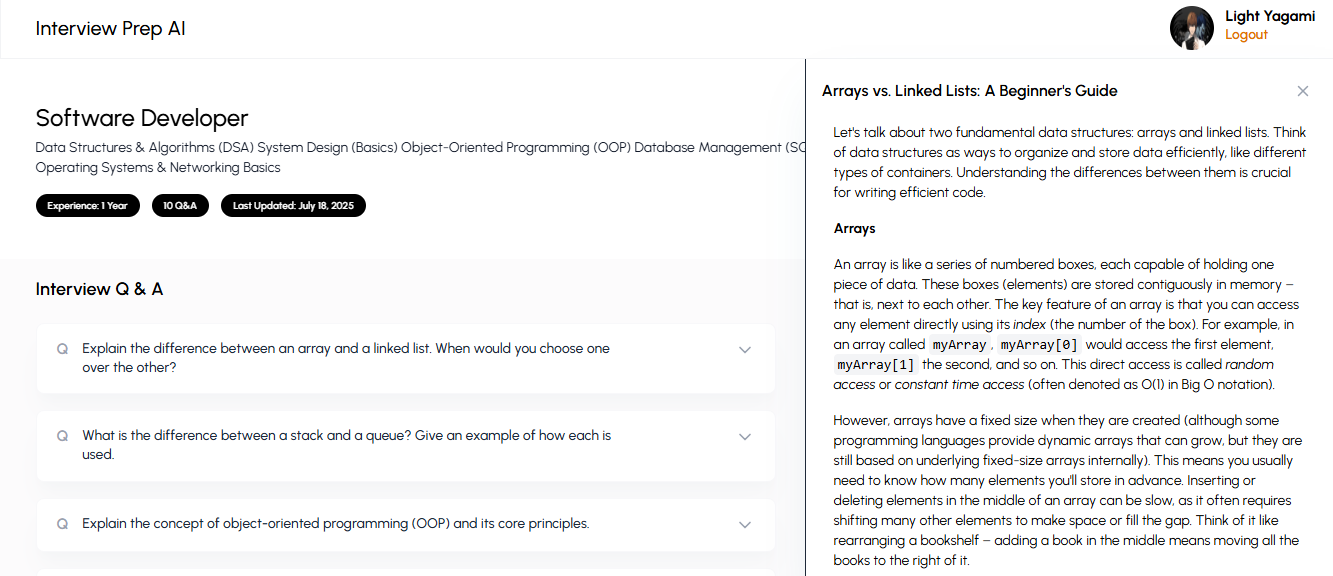 Interview Prep AI
Light Yagami
Logout
Software Developer
Data Structures & Algorithms (DSA) System Design (Basics) Object-Oriented Programming (OOP) Database Management (SQ
Operating Systems & Networking Basics
Experience: 1 Year
10 Q&A
Last Updated: July 18, 2025
Interview Q & A
Q Explain the difference between an array and a linked list. When would you choose one
over the other?
Q What is the difference between a stack and a queue? Give an example of how each is
used.
Q Explain the concept of object-oriented programming (OOP) and its core principles.
Arrays vs. Linked Lists: A Beginner's Guide
Let's talk about two fundamental data structures: arrays and linked lists. Think
of data structures as ways to organize and store data efficiently, like different
types of containers. Understanding the differences between them is crucial
for writing efficient code.
Arrays
An array is like a series of numbered boxes, each capable of holding one
piece of data. These boxes (elements) are stored contiguously in memory –
that is, next to each other. The key feature of an array is that you can access
any element directly using its index (the number of the box). For example, in
an array called myArray, myArray[0] would access the first element,
myArray[1] the second, and so on. This direct access is called random
access or constant time access (often denoted as O(1) in Big O notation).
However, arrays have a fixed size when they are created (although some
programming languages provide dynamic arrays that can grow, but they are
still based on underlying fixed-size arrays internally). This means you usually
need to know how many elements you'll store in advance. Inserting or
deleting elements in the middle of an array can be slow, as it often requires
shifting many other elements to make space or fill the gap. Think of it like
rearranging a bookshelf – adding a book in the middle means moving all the
books to the right of it.